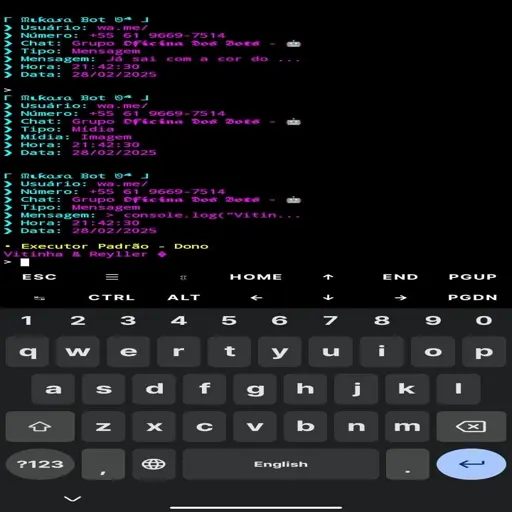 「 Mikasa Bot 」
❯ Usuário: wa.me/
❯ Número: +55 61 9669-7514
❯ Chat: Grupo 𝕺𝖋𝖎𝖈𝖎𝖓𝖆 𝕯𝖔𝖘 𝕭𝖔𝖙𝖘 - 🤖
❯ Tipo: Mensagem
❯ Mensagem: Já sai com a cor do ...
❯ Hora: 21:42:30
❯ Data: 28/02/2025
>
「 Mikasa Bot 」
❯ Usuário: wa.me/
❯ Número: +55 61 9669-7514
❯ Chat: Grupo 𝕺𝖋𝖎𝖈𝖎𝖓𝖆 𝕯𝖔𝖘 𝕭𝖔𝖙𝖘 - 🤖
❯ Tipo: Mídia
❯ Mídia: Imagem
❯ Hora: 21:42:30
❯ Data: 28/02/2025
「 Mikasa Bot 」
❯ Usuário: wa.me/
❯ Número: +55 61 9669-7514
❯ Chat: Grupo 𝕺𝖋𝖎𝖈𝖎𝖓𝖆 𝕯𝖔𝖘 𝕭𝖔𝖙𝖘 - 🤖
❯ Tipo: Mensagem
❯ Mensagem: > console.log("Vitin...
❯ Hora: 21:42:30
❯ Data: 28/02/2025
• Executor Padrão - Dono
Vitinha & Reyller �
>
ESC ☰ HOME ↑ END PGUP
CTRL ALT ← ↓ → PGDN
1 2 3 4 5 6 7 8 9 0
q w e r t y u i o p
a s d f g h j k l
z x c v b n m
?123 , English .